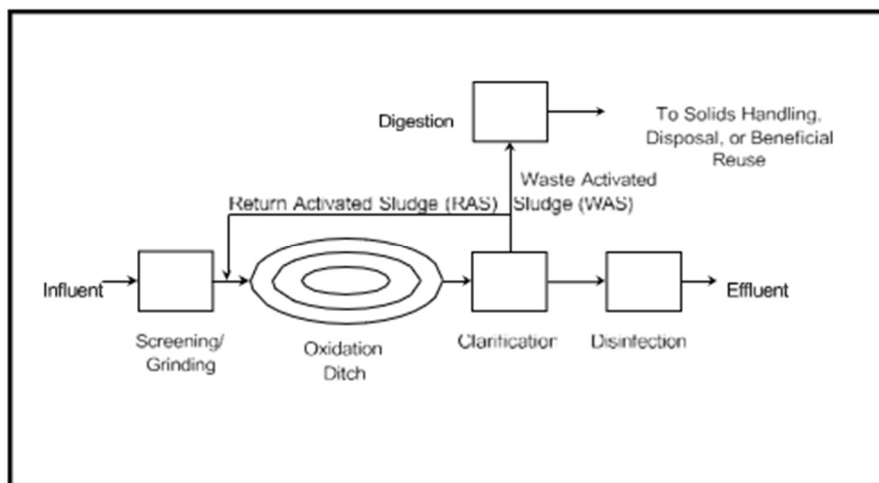 Digestion
To Solids Handling,
Disposal, or Beneficial
Reuse
Waste Activated
Return Activated Sludge (RAS)
Sludge (WAS)
Influent
Effluent
Screening/
Grinding
Oxidation
Ditch
Clarification
Disinfection